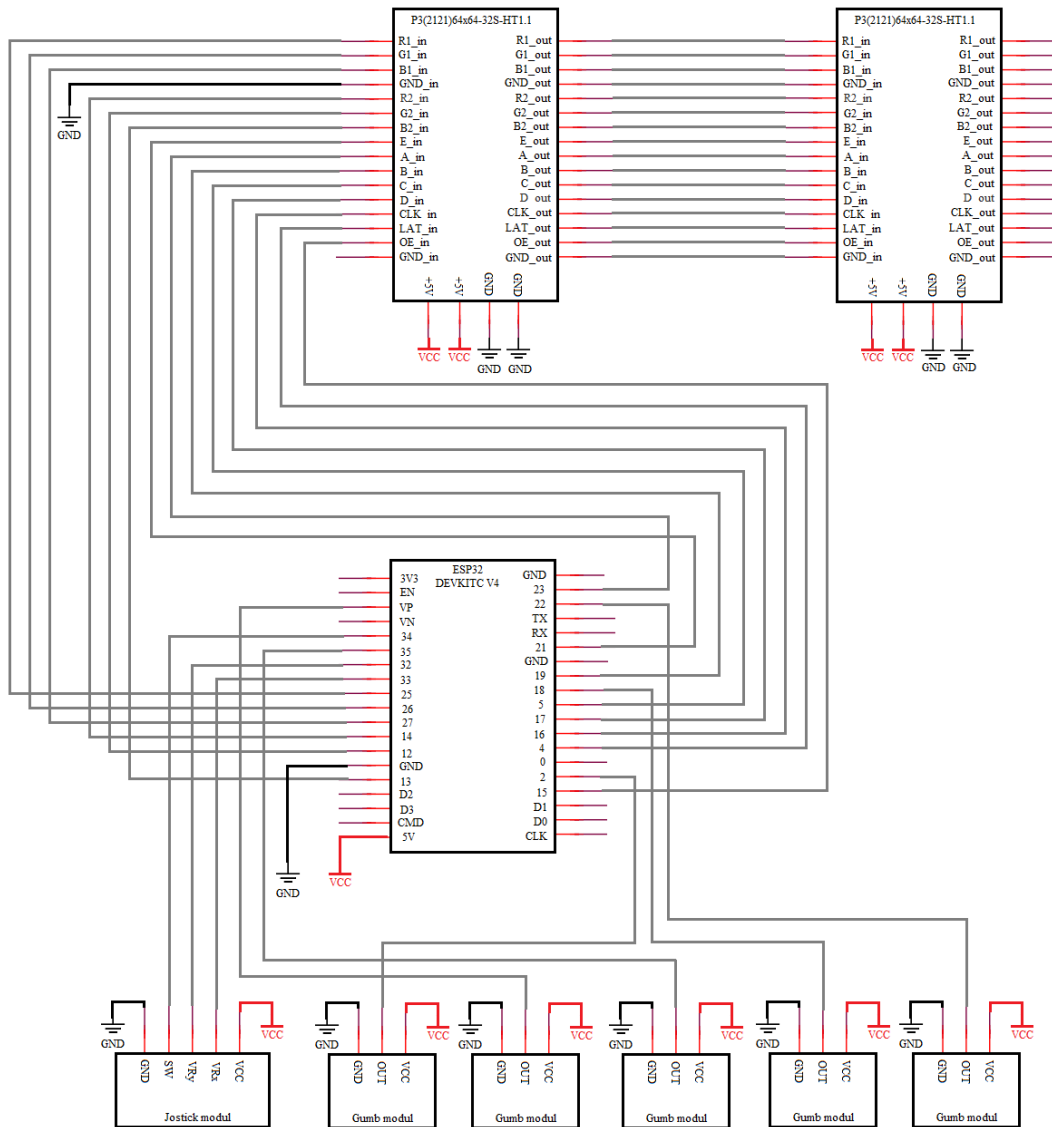 P3(2121)64x64-32S-HT1.1
R1_in R1_out
G1_in G1_out
B1_in B1_out
GND_in GND_out
R2_in R2_out
G2_in G2_out
B2_in B2_out
E_in E_out
A_in A_out
B_in B_out
C_in C_out
D_in D_out
CLK_in CLK_out
LAT_in LAT_out
OE_in OE_out
GND_in GND_out
+5V +5V GND GND
VCC VCC GND GND
GND
P3(2121)64x64-32S-HT1.1
R1_in R1_out
G1_in G1_out
B1_in B1_out
GND_in GND_out
R2_in R2_out
G2_in G2_out
B2_in B2_out
E_in E_out
A_in A_out
B_in B_out
C_in C_out
D_in D_out
CLK_in CLK_out
LAT_in LAT_out
OE_in OE_out
GND_in GND_out
+5V +5V GND GND
VCC VCC GND GND
ESP32
DEVKITC V4
3V3 GND
EN 23
VP 22
VN TX
34 RX
35 21
32 GND
33 19
25 18
26 5
27 17
14 16
12 4
GND 0
13 2
D2 15
D3 D1
CMD D0
5V CLK
GND VCC
GND VCC
GND SW VRy VRx VCC
Jostick modul
GND VCC
GND OUT VCC
Gumb modul
GND VCC
GND OUT VCC
Gumb modul
GND VCC
GND OUT VCC
Gumb modul
GND VCC
GND OUT VCC
Gumb modul
GND VCC
GND OUT VCC
Gumb modul